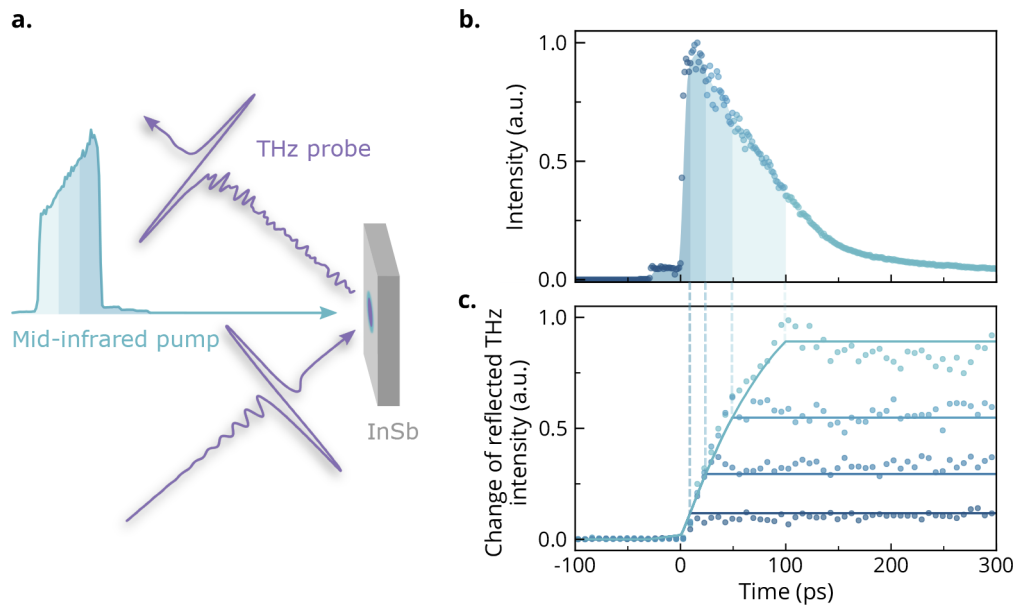 a.
THz probe
Mid-infrared pump
InSb
b.
Intensity (a.u.)
1.0
0.5
0.0
c.
Change of reflected THz
intensity (a.u.)
1.0
0.5
0.0
-100
0
100
200
300
Time (ps)